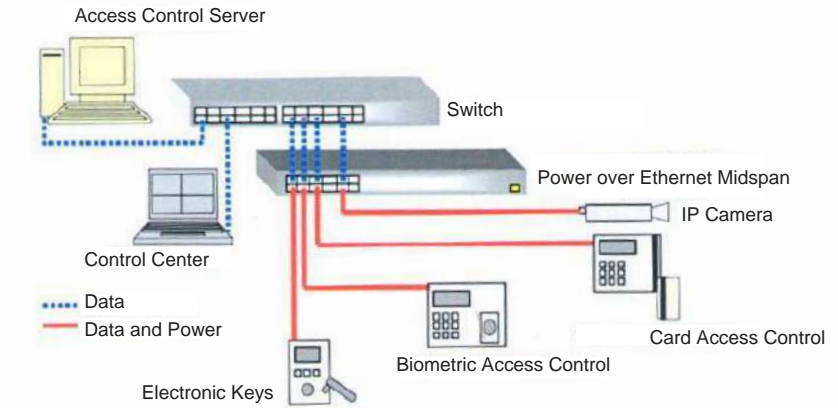 Access Control Server
Switch
Power over Ethernet Midspan
IP Camera
Control Center
Data
Data and Power
Card Access Control
Biometric Access Control
Electronic Keys